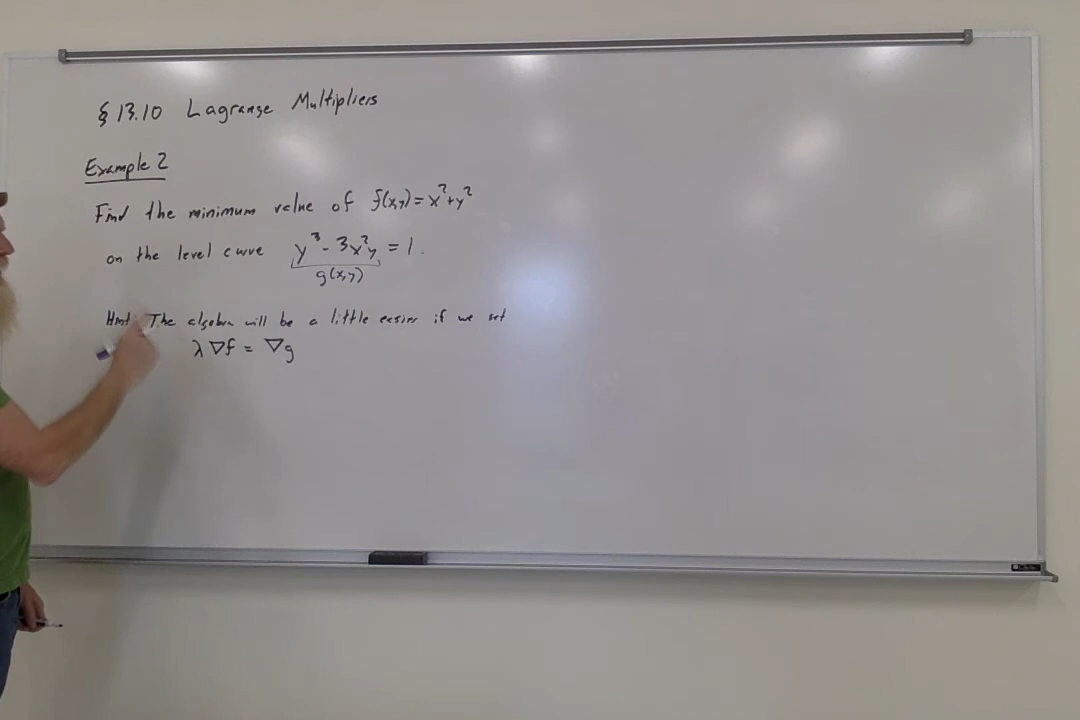 § 13.10 Lagrange Multipliers
Example 2
Find the minimum value of f(x,y)=x²+y²
on the level curve y³-3x²y = 1.
g(x,y)
Hint: The algebra will be a little easier if we set
λ∇f = ∇g